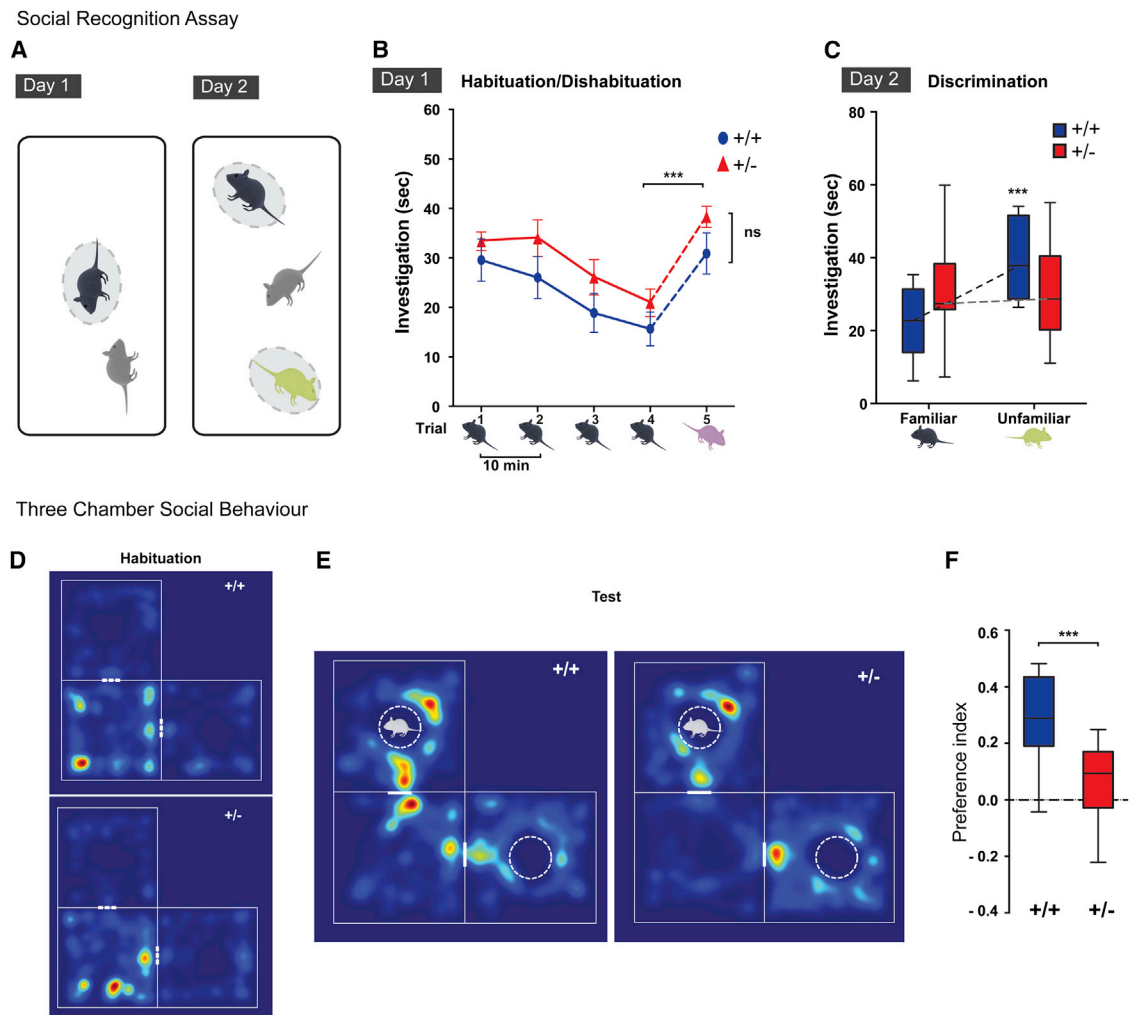 Social Recognition Assay
A
Day 1
Day 2
B
Day 1
Habituation/Dishabituation
Investigation (sec)
60
50
40
30
20
10
0
+/+
+/-
***
ns
1 2 3 4 5
Trial
10 min
C
Day 2
Discrimination
Investigation (sec)
80
60
40
20
0
+/+
+/-
***
Familiar Unfamiliar
Three Chamber Social Behaviour
D
Habituation
+/+
+/-
E
Test
+/+
+/-
F
Preference index
0.6
0.4
0.2
0.0
- 0.2
- 0.4
***
+/+ +/-